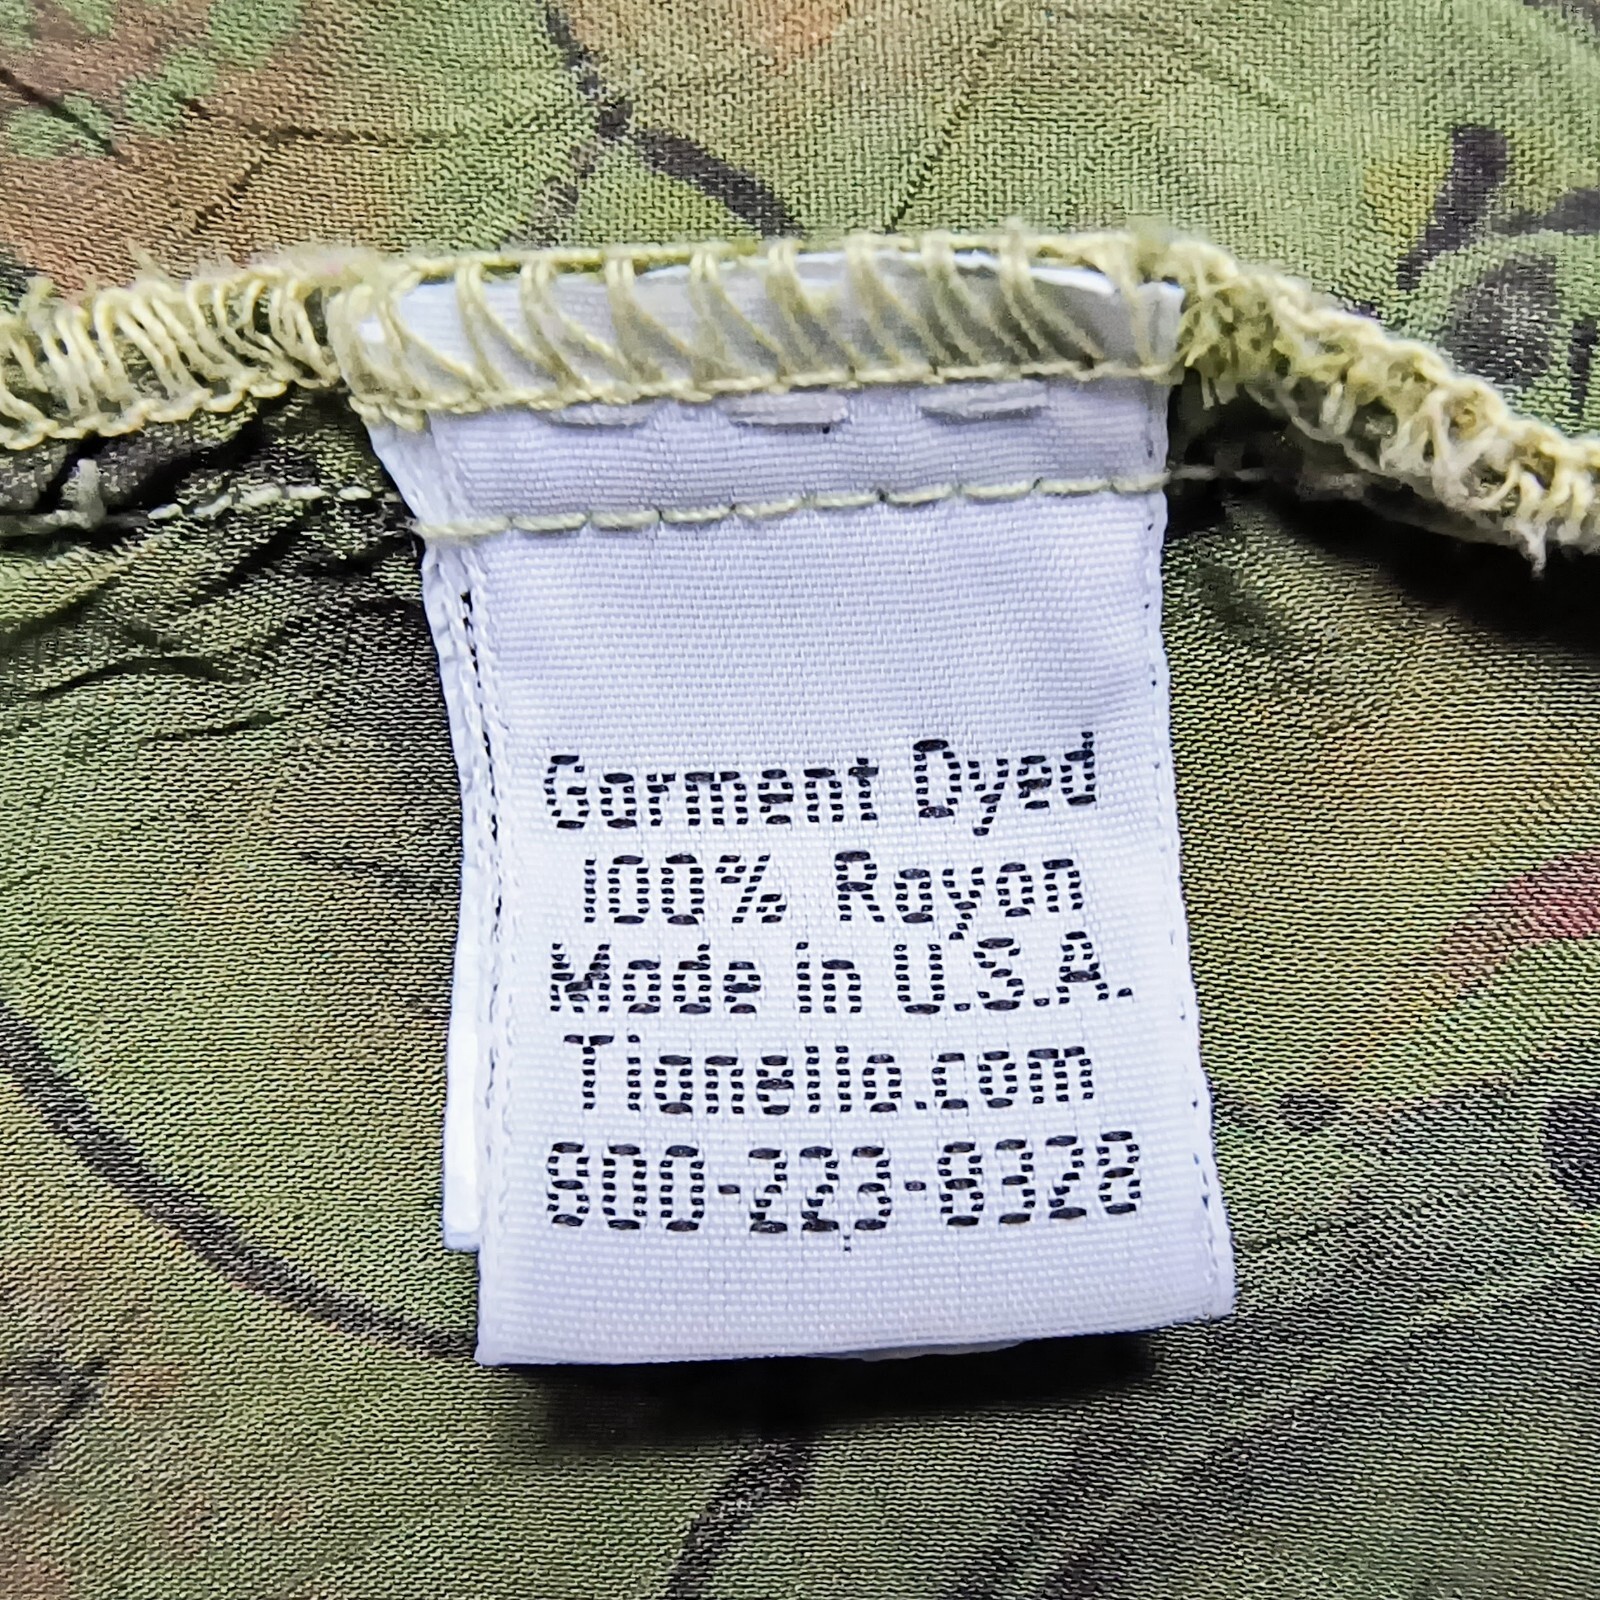 Garment Dyed
100% Rayon
Made in U.S.A.
Tianello.com
800-223-8328